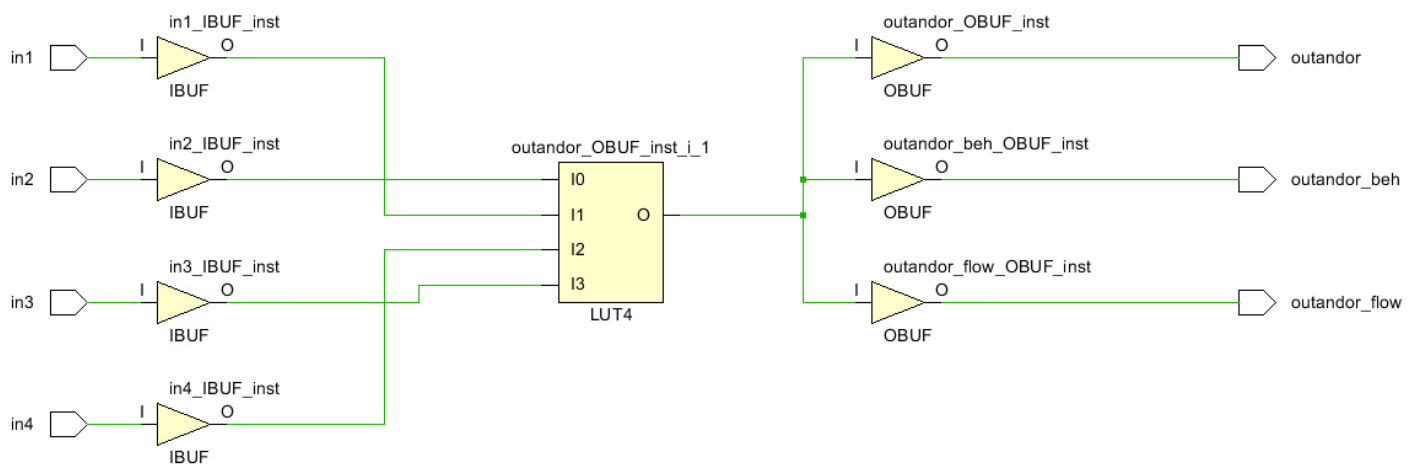 in1_IBUF_inst
outandor_OBUF_inst
in1
I
O
I
O
outandor
IBUF
OBUF
in2_IBUF_inst
outandor_OBUF_inst_i_1
outandor_beh_OBUF_inst
in2
I
O
I0
I
O
outandor_beh
IBUF
I1
O
OBUF
I2
in3_IBUF_inst
outandor_flow_OBUF_inst
I3
in3
I
O
LUT4
I
O
outandor_flow
IBUF
OBUF
in4_IBUF_inst
in4
I
O
IBUF